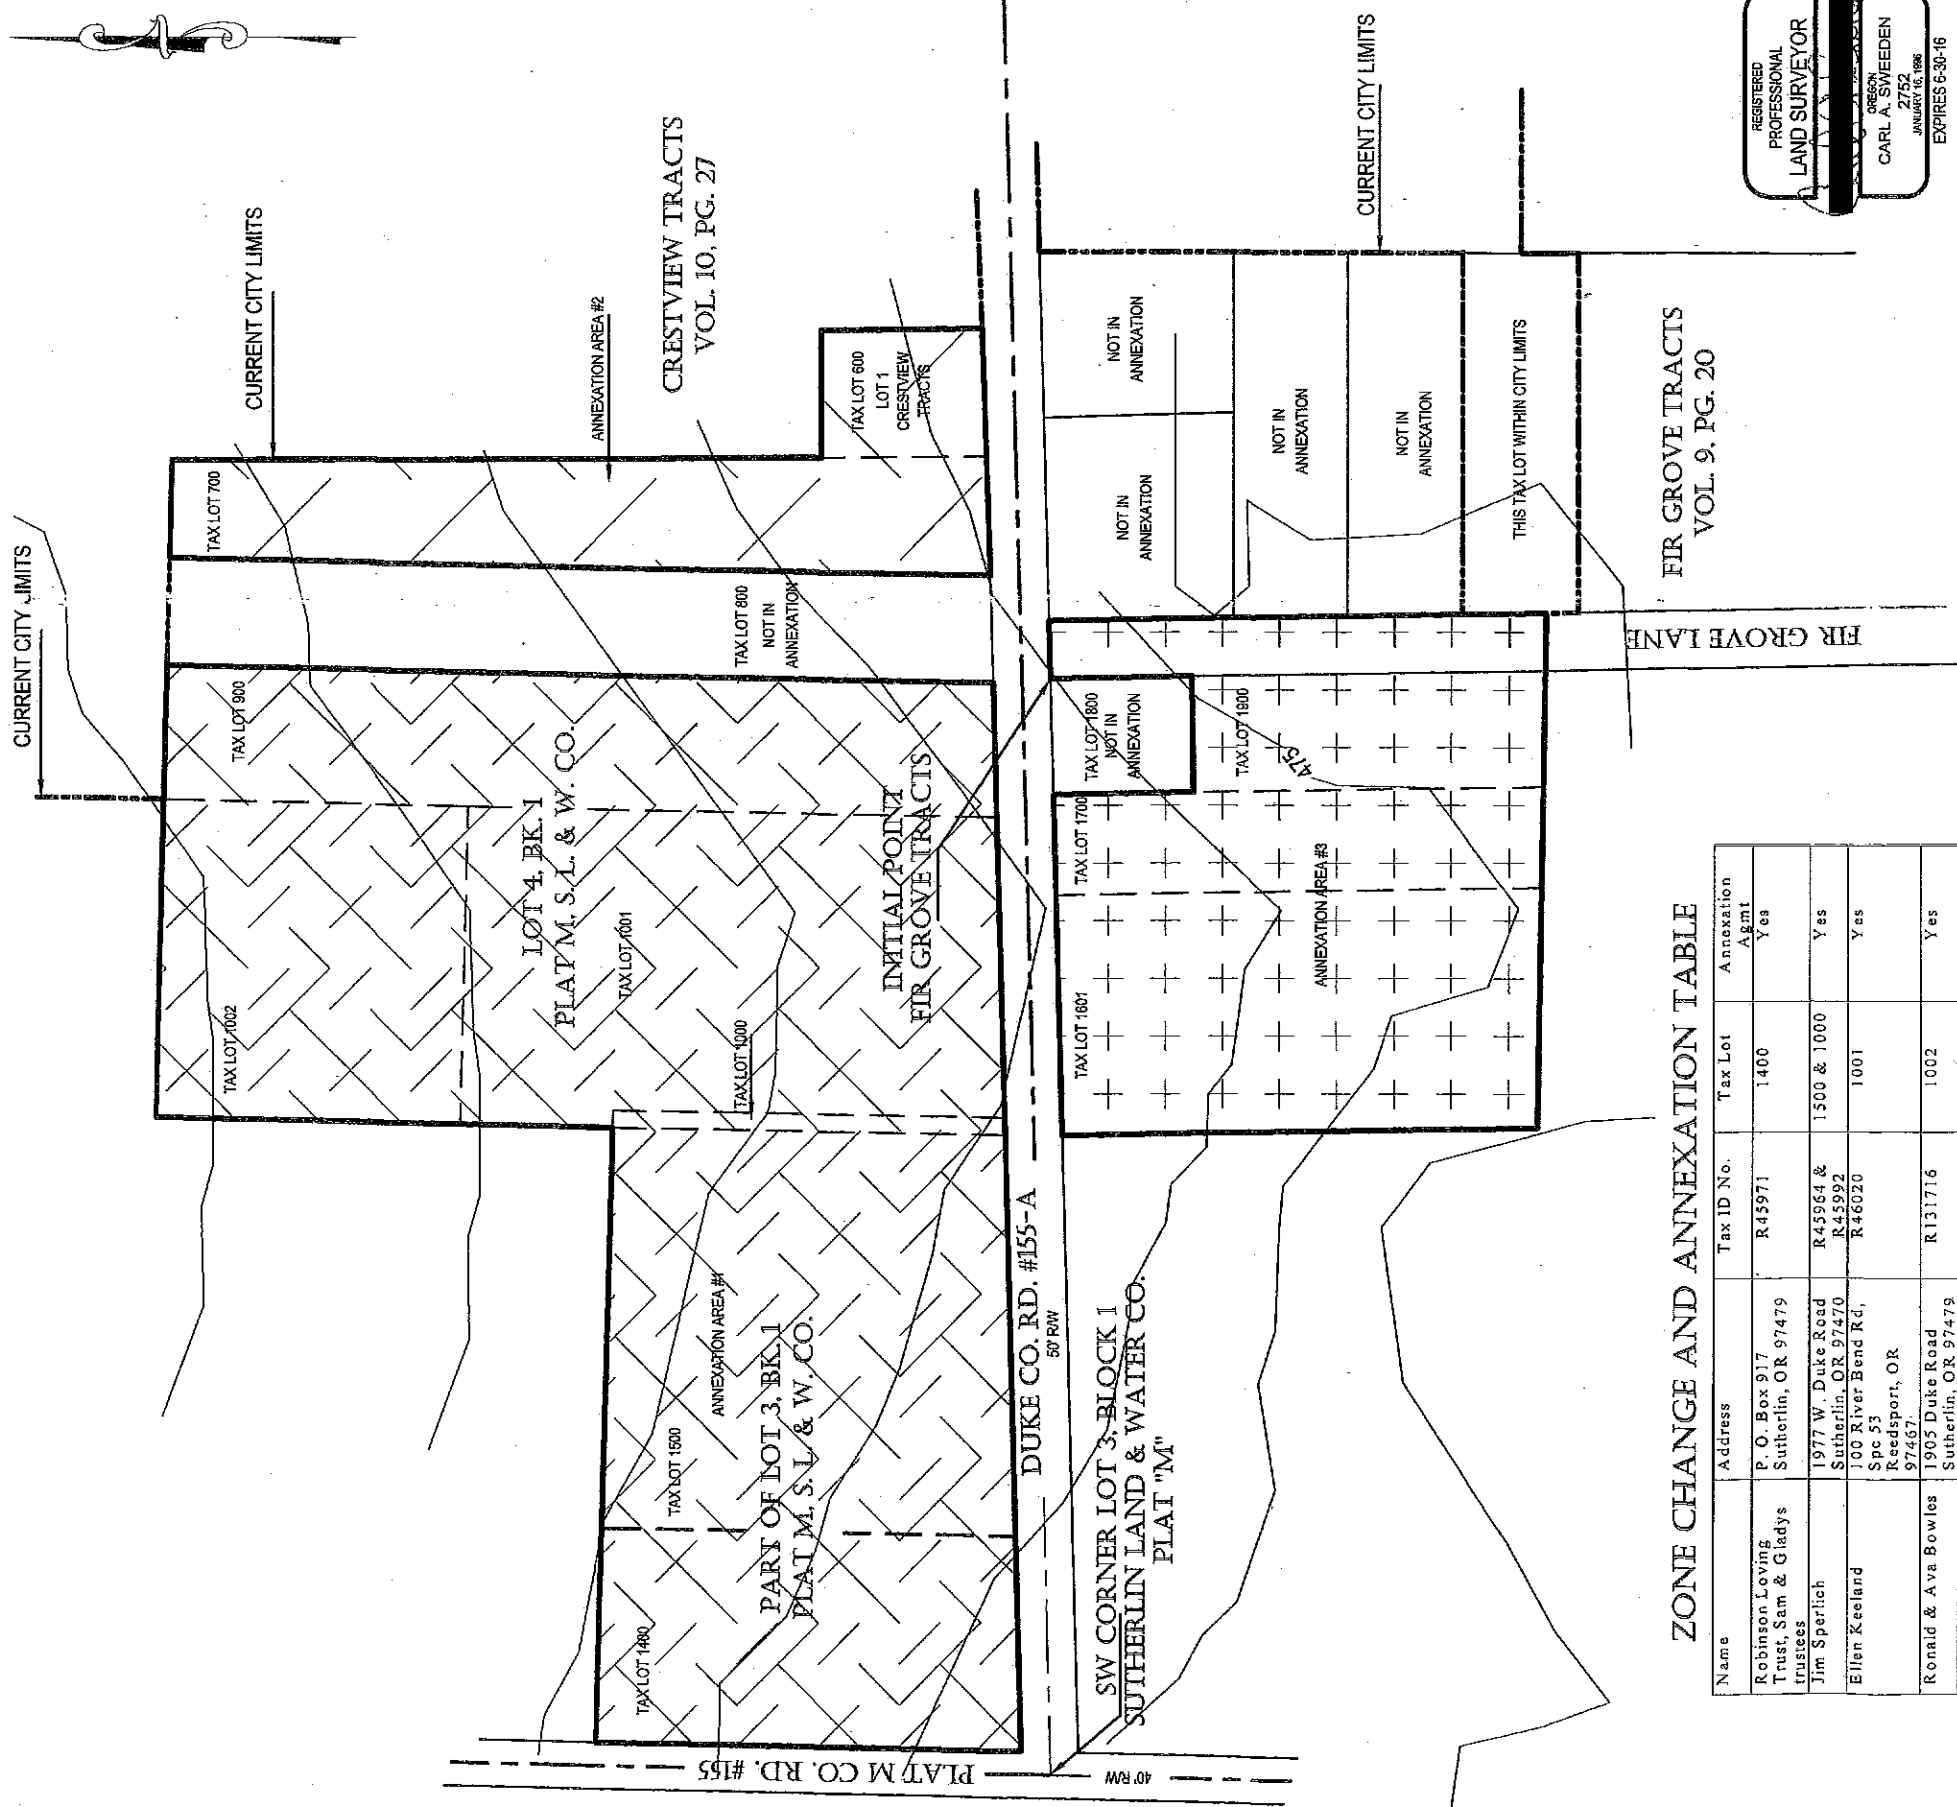 CURRENT CITY LIMITS
CURRENT CITY LIMITS
ANNEXATION AREA #2
CRESTVIEW TRACTS
VOL. 10, PG. 27
CURRENT CITY LIMITS
TAX LOT 1002
TAX LOT 900
TAX LOT 700
LOT 4, BK. 1
PLAT M, S. L. & W. CO.
TAX LOT 1001
TAX LOT 1000
TAX LOT 800
NOT IN
ANNEXATION
TAX LOT 600
LOT 1
CRESTVIEW
TRACTS
INITIAL POINT
FIR GROVE TRACTS
TAX LOT 1400
TAX LOT 1500
ANNEXATION AREA #1
PART OF LOT 3, BK. 1
PLAT M, S. L. & W. CO.
PLAT M CO. RD. #155
40' R/W
DUKE CO. RD. #155-A
50' R/W
SW CORNER LOT 3, BLOCK 1
SUTHERLIN LAND & WATER CO.
PLAT "M"
TAX LOT 1601
TAX LOT 1700
TAX LOT 1800
NOT IN
ANNEXATION
TAX LOT 1900
475
ANNEXATION AREA #3
NOT IN
ANNEXATION
NOT IN
ANNEXATION
NOT IN
ANNEXATION
NOT IN
ANNEXATION
THIS TAX LOT WITHIN CITY LIMITS
FIR GROVE LANE
FIR GROVE TRACTS
VOL. 9, PG. 20
ZONE CHANGE AND ANNEXATION TABLE
Name Address Tax ID No. Tax Lot Annexation
Agmt
Robinson Loving P. O. Box 917 R45971 1400 Yes
Trust, Sam & Gladys Sutherlin, OR 97479
trustees
Jim Sperlich 1977 W. Duke Road R45964 & 1500 & 1000 Yes
Sutherlin, OR 97470 R45992
Ellen Keeland 100 River Bend Rd, R46020 1001 Yes
Spc 53
Reedsport, OR
97467
Ronald & Ava Bowles 1905 Duke Road R131716 1002 Yes
Sutherlin, OR 97479
REGISTERED
PROFESSIONAL
LAND SURVEYOR
OREGON
CARL A. SWEEDEN
2752
JANUARY 16, 1996
EXPIRES 6-30-16